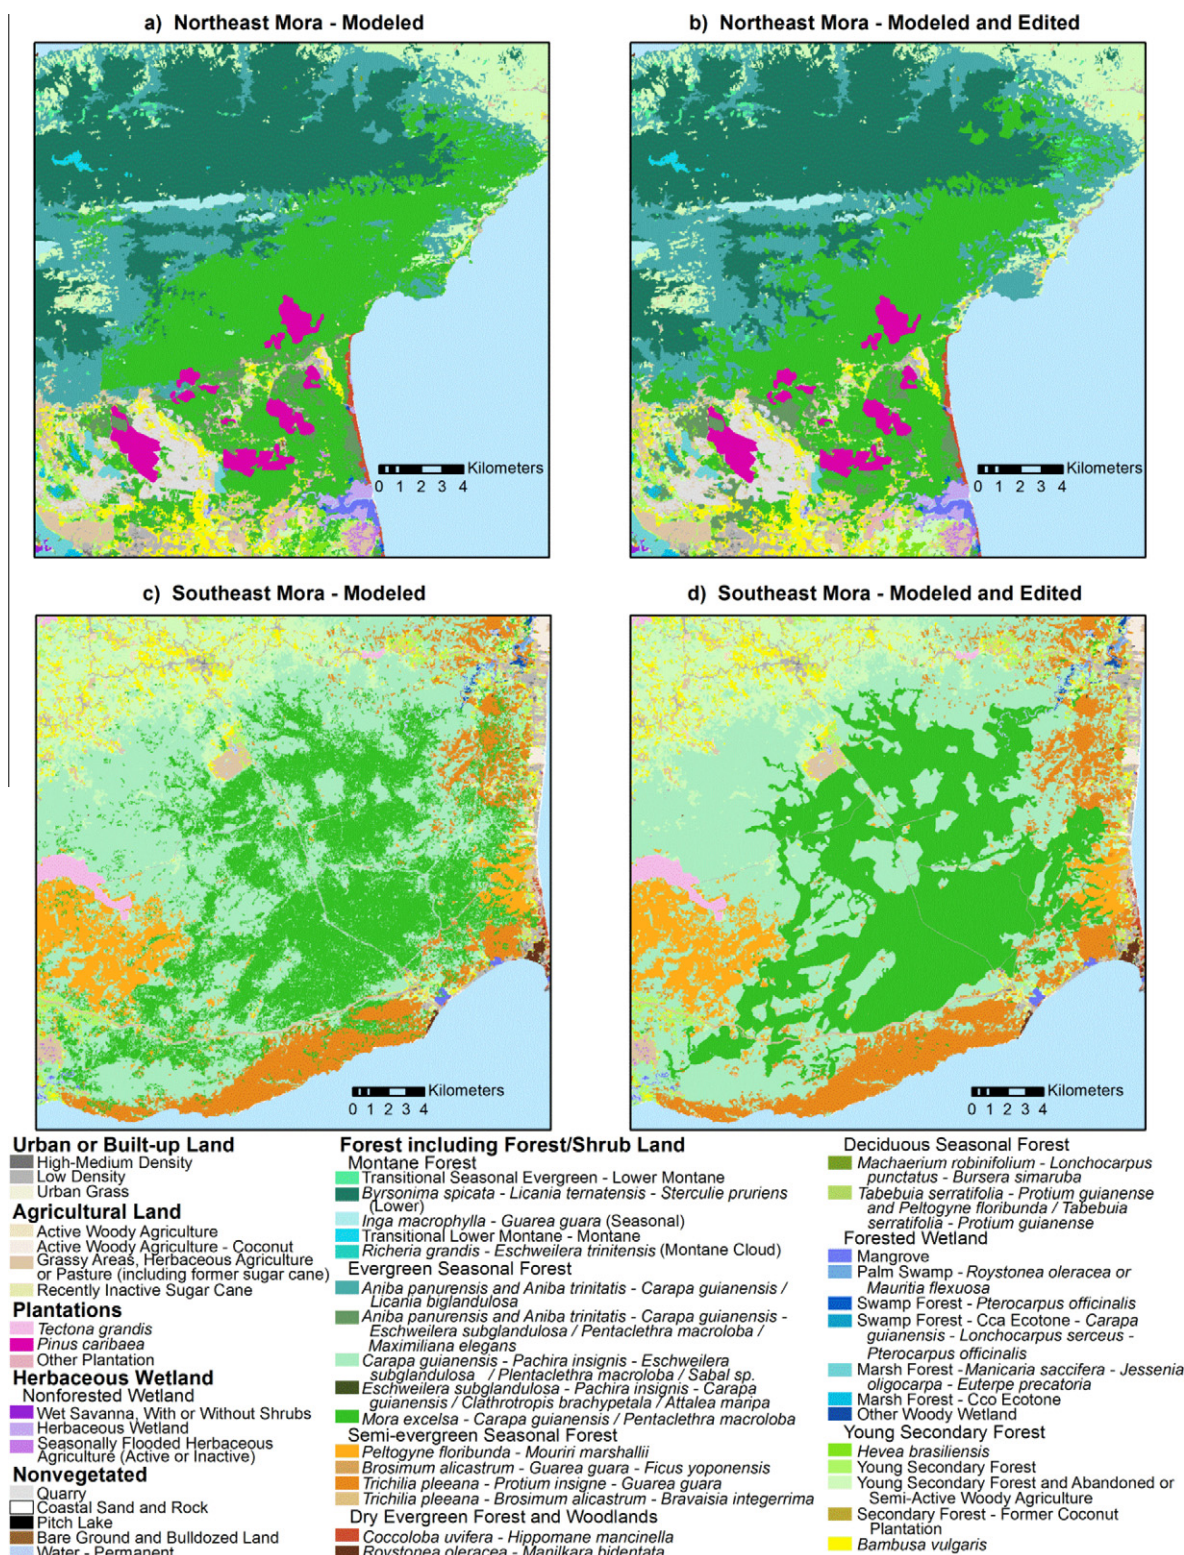 a) Northeast Mora - Modeled
b) Northeast Mora - Modeled and Edited
Kilometers
0 1 2 3 4
Kilometers
0 1 2 3 4
c) Southeast Mora - Modeled
d) Southeast Mora - Modeled and Edited
Kilometers
0 1 2 3 4
Kilometers
0 1 2 3 4
Urban or Built-up Land
High-Medium Density
Low Density
Urban Grass
Agricultural Land
Active Woody Agriculture
Active Woody Agriculture - Coconut
Grassy Areas, Herbaceous Agriculture
or Pasture (including former sugar cane)
Recently Inactive Sugar Cane
Plantations
Tectona grandis
Pinus caribaea
Other Plantation
Herbaceous Wetland
Nonforested Wetland
Wet Savanna, With or Without Shrubs
Herbaceous Wetland
Seasonally Flooded Herbaceous
Agriculture (Active or Inactive)
Nonvegetated
Quarry
Coastal Sand and Rock
Pitch Lake
Bare Ground and Bulldozed Land
Water - Permanent
Forest including Forest/Shrub Land
Montane Forest
Transitional Seasonal Evergreen - Lower Montane
Byrsonima spicata - Licania ternatensis - Sterculie pruriens
(Lower)
Inga macrophylla - Guarea guara (Seasonal)
Transitional Lower Montane - Montane
Richeria grandis - Eschweilera trinitensis (Montane Cloud)
Evergreen Seasonal Forest
Aniba panurensis and Aniba trinitatis - Carapa guianensis /
Licania biglandulosa
Aniba panurensis and Aniba trinitatis - Carapa guianensis -
Eschweilera subglandulosa / Pentaclethra macroloba /
Maximiliana elegans
Carapa guianensis - Pachira insignis - Eschweilera
subglandulosa / Plentaclethra macroloba / Sabal sp.
Eschweilera subglandulosa - Pachira insignis - Carapa
guianensis / Clathrotropis brachypetala / Attalea maripa
Mora excelsa - Carapa guianensis / Pentaclethra macroloba
Semi-evergreen Seasonal Forest
Peltogyne floribunda - Mouriri marshallii
Brosimum alicastrum - Guarea guara - Ficus yoponensis
Trichilia pleeana - Protium insigne - Guarea guara
Trichilia pleeana - Brosimum alicastrum - Bravaisia integerrima
Dry Evergreen Forest and Woodlands
Coccoloba uvifera - Hippomane mancinella
Roystonea oleracea - Manilkara bidentata
Deciduous Seasonal Forest
Machaerium robinifolium - Lonchocarpus
punctatus - Bursera simaruba
Tabebuia serratifolia - Protium guianense
and Peltogyne floribunda / Tabebuia
serratifolia - Protium guianense
Forested Wetland
Mangrove
Palm Swamp - Roystonea oleracea or
Mauritia flexuosa
Swamp Forest - Pterocarpus officinalis
Swamp Forest - Cca Ecotone - Carapa
guianensis - Lonchocarpus serceus -
Pterocarpus officinalis
Marsh Forest - Manicaria saccifera - Jessenia
oligocarpa - Euterpe precatoria
Marsh Forest - Cco Ecotone
Other Woody Wetland
Young Secondary Forest
Hevea brasiliensis
Young Secondary Forest
Young Secondary Forest and Abandoned or
Semi-Active Woody Agriculture
Secondary Forest - Former Coconut
Plantation
Bambusa vulgaris